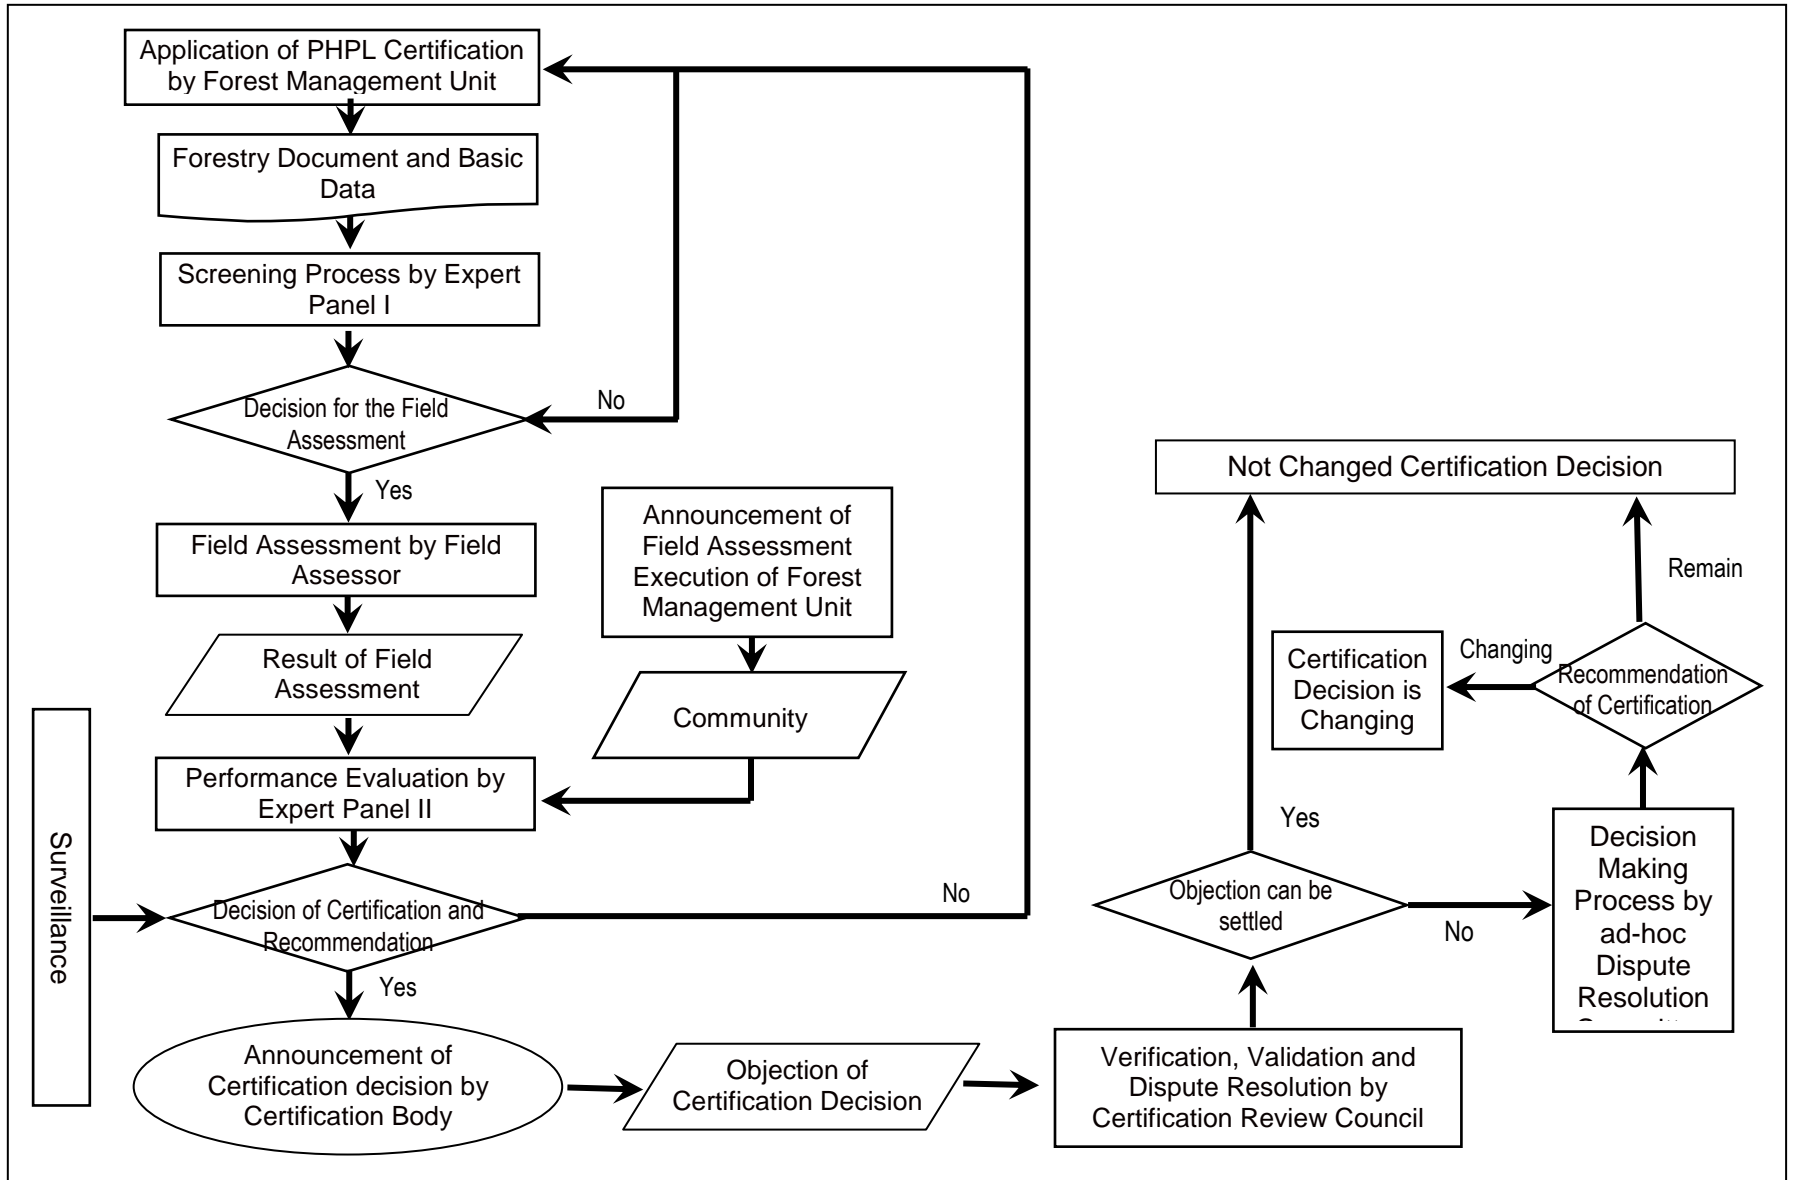 Application of PHPL Certification
by Forest Management Unit
Forestry Document and Basic
Data
Screening Process by Expert
Panel I
Decision for the Field
Assessment
No
Yes
Field Assessment by Field
Assessor
Result of Field
Assessment
Announcement of
Field Assessment
Execution of Forest
Management Unit
Community
Performance Evaluation by
Expert Panel II
Surveillance
Decision of Certification and
Recommendation
No
Yes
Announcement of
Certification decision by
Certification Body
Objection of
Certification Decision
Verification, Validation and
Dispute Resolution by
Certification Review Council
Objection can be
settled
Yes
No
Decision
Making
Process by
ad-hoc
Dispute
Resolution
Recommendation
of Certification
Changing
Certification
Decision is
Changing
Remain
Not Changed Certification Decision